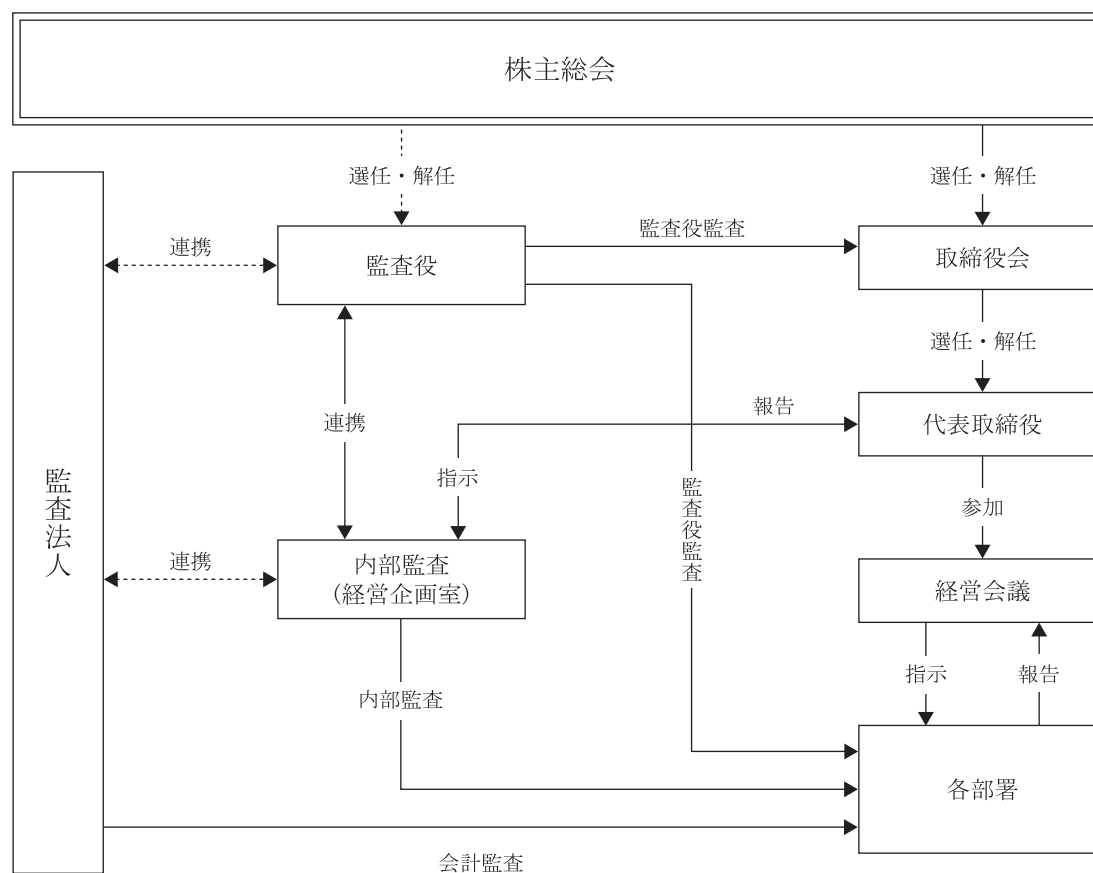 株主総会
選任・解任
選任・解任
連携
監査役
監査役監査
取締役会
選任・解任
連携
報告
代表取締役
指示
監査役監査
参加
監査法人
連携
内部監査
（経営企画室）
経営会議
指示
報告
内部監査
各部署
会計監査